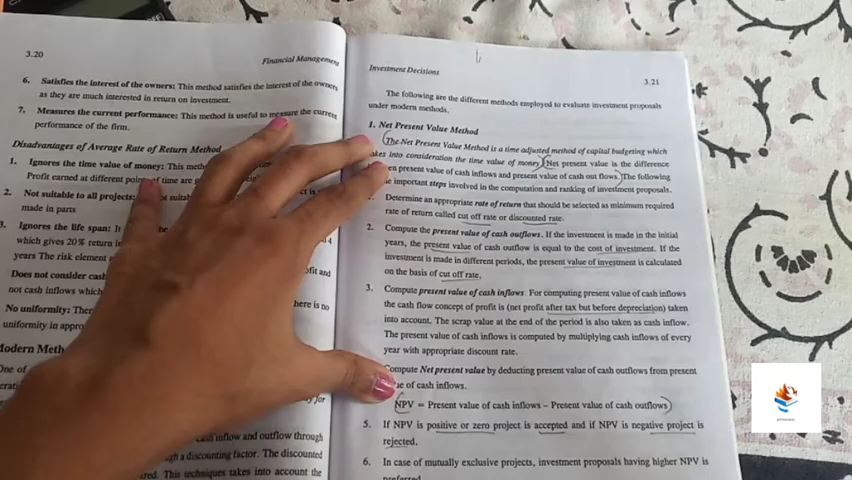 3.20
Financial Management
6. Satisfies the interest of the owners: This method satisfies the interest of the owners
as they are much interested in return on investment.
7. Measures the current performance: This method is useful to measure the current
performance of the firm.
Disadvantages of Average Rate of Return Method
1. Ignores the time value of money: This
Profit earned at different points of time are
2. Not suitable to all projects:
made in parts
3. Ignores the life span:
which gives 20% return in
years The risk element
ofit and
Does not consider cash
not cash inflows which
here is no
No uniformity:
uniformity in
Modern
One of
for
cash inflow and outflow through
a discounting factor. The discounted
This techniques takes into account the
Investment Decisions
3.21
The following are the different methods employed to evaluate investment proposals
under modern methods.
1. Net Present Value Method
(The Net Present Value Method is a time adjusted method of capital budgeting which
takes into consideration the time value of money.)(Net present value is the difference
present value of cash inflows and present value of cash out flows.)The following
important steps involved in the computation and ranking of investment proposals.
Determine an appropriate rate of return that should be selected as minimum required
rate of return called cut off rate or discounted rate.
2. Compute the present value of cash outflows. If the investment is made in the initial
years, the present value of cash outflow is equal to the cost of investment. If the
investment is made in different periods, the present value of investment is calculated
on the basis of cut off rate.
3. Compute present value of cash inflows. For computing present value of cash inflows
the cash flow concept of profit is (net profit after tax but before depreciation) taken
into account. The scrap value at the end of the period is also taken as cash inflow.
The present value of cash inflows is computed by multiplying cash inflows of every
year with appropriate discount rate.
Compute Net present value by deducting present value of cash outflows from present
of cash inflows.
(NPV = Present value of cash inflows – Present value of cash outflows)
5. If NPV is positive or zero project is accepted and if NPV is negative project is
rejected.
6. In case of mutually exclusive projects, investment proposals having higher NPV is
preferred